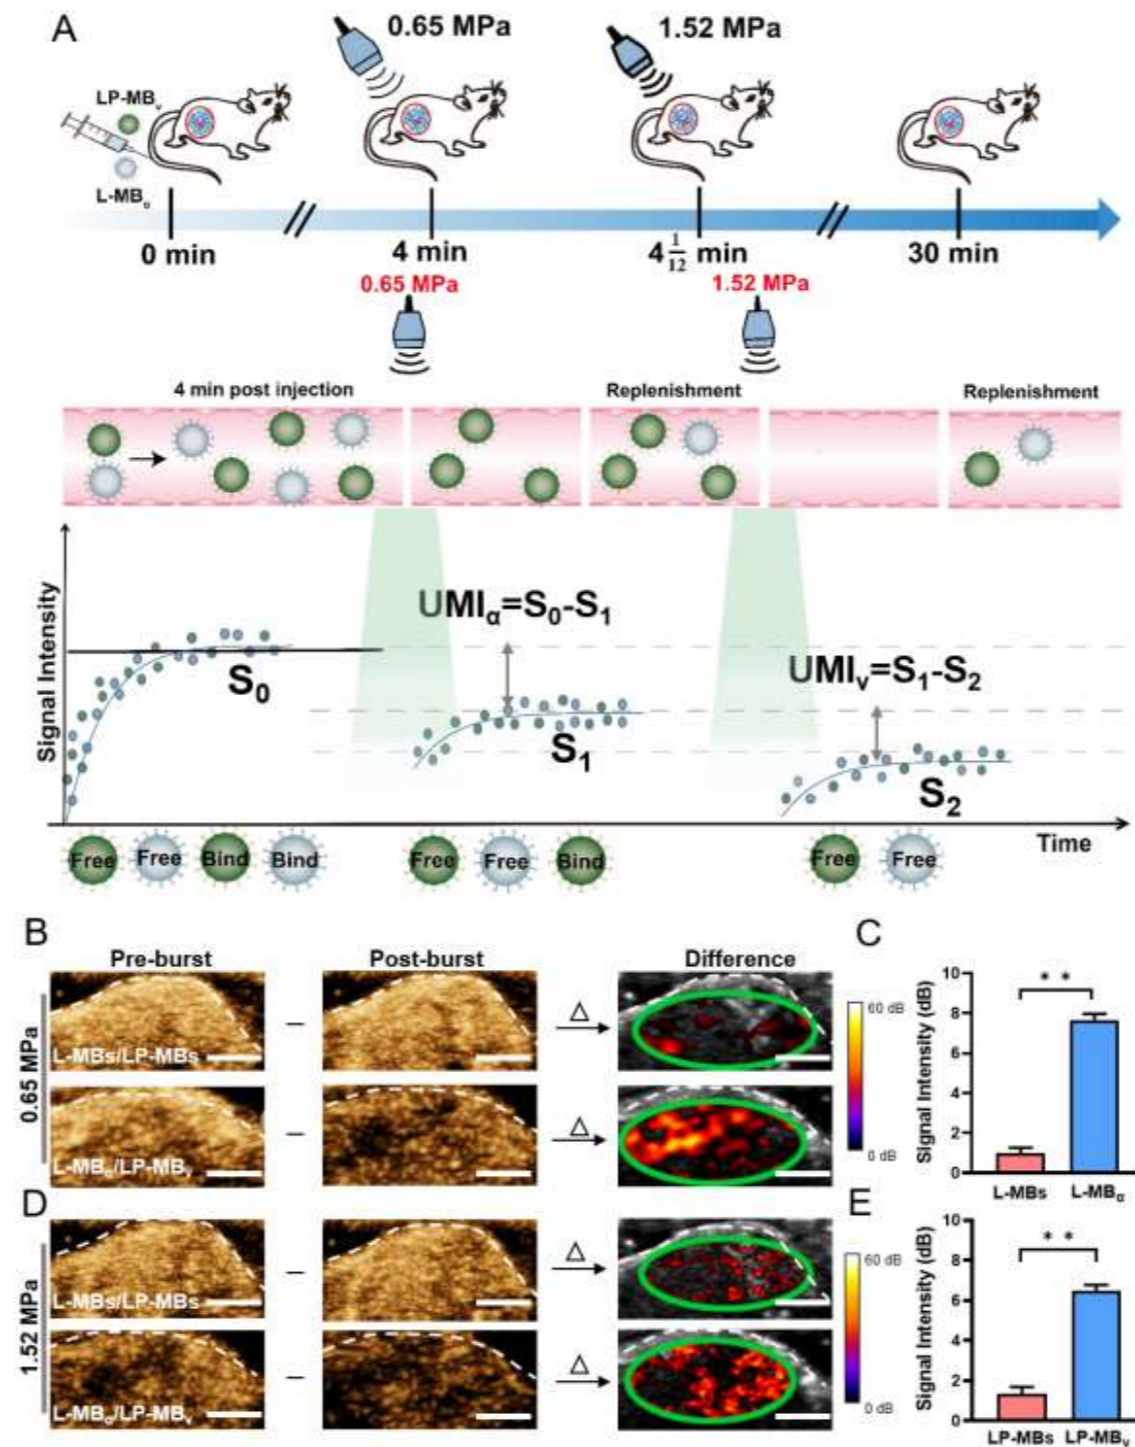 A
0.65 MPa
1.52 MPa
LP-MBᵥ
L-MBα
0 min
4 min
4 1/12 min
30 min
0.65 MPa
1.52 MPa
4 min post injection
Replenishment
Replenishment
Signal Intensity
UMIα=S₀-S₁
UMIᵥ=S₁-S₂
S₀
S₁
S₂
Time
Free Free Bind Bind
Free Free Bind
Free Free
B
Pre-burst
Post-burst
Difference
0.65 MPa
L-MBs/LP-MBs
–
△
60 dB
0 dB
L-MBα/LP-MBᵥ
–
△
C
Signal Intensity (dB)
10
8
6
4
2
0
* *
L-MBs
L-MBα
D
1.52 MPa
L-MBs/LP-MBs
–
△
60 dB
0 dB
L-MBα/LP-MBᵥ
–
△
E
Signal Intensity (dB)
10
8
6
4
2
0
* *
LP-MBs
LP-MBᵥ